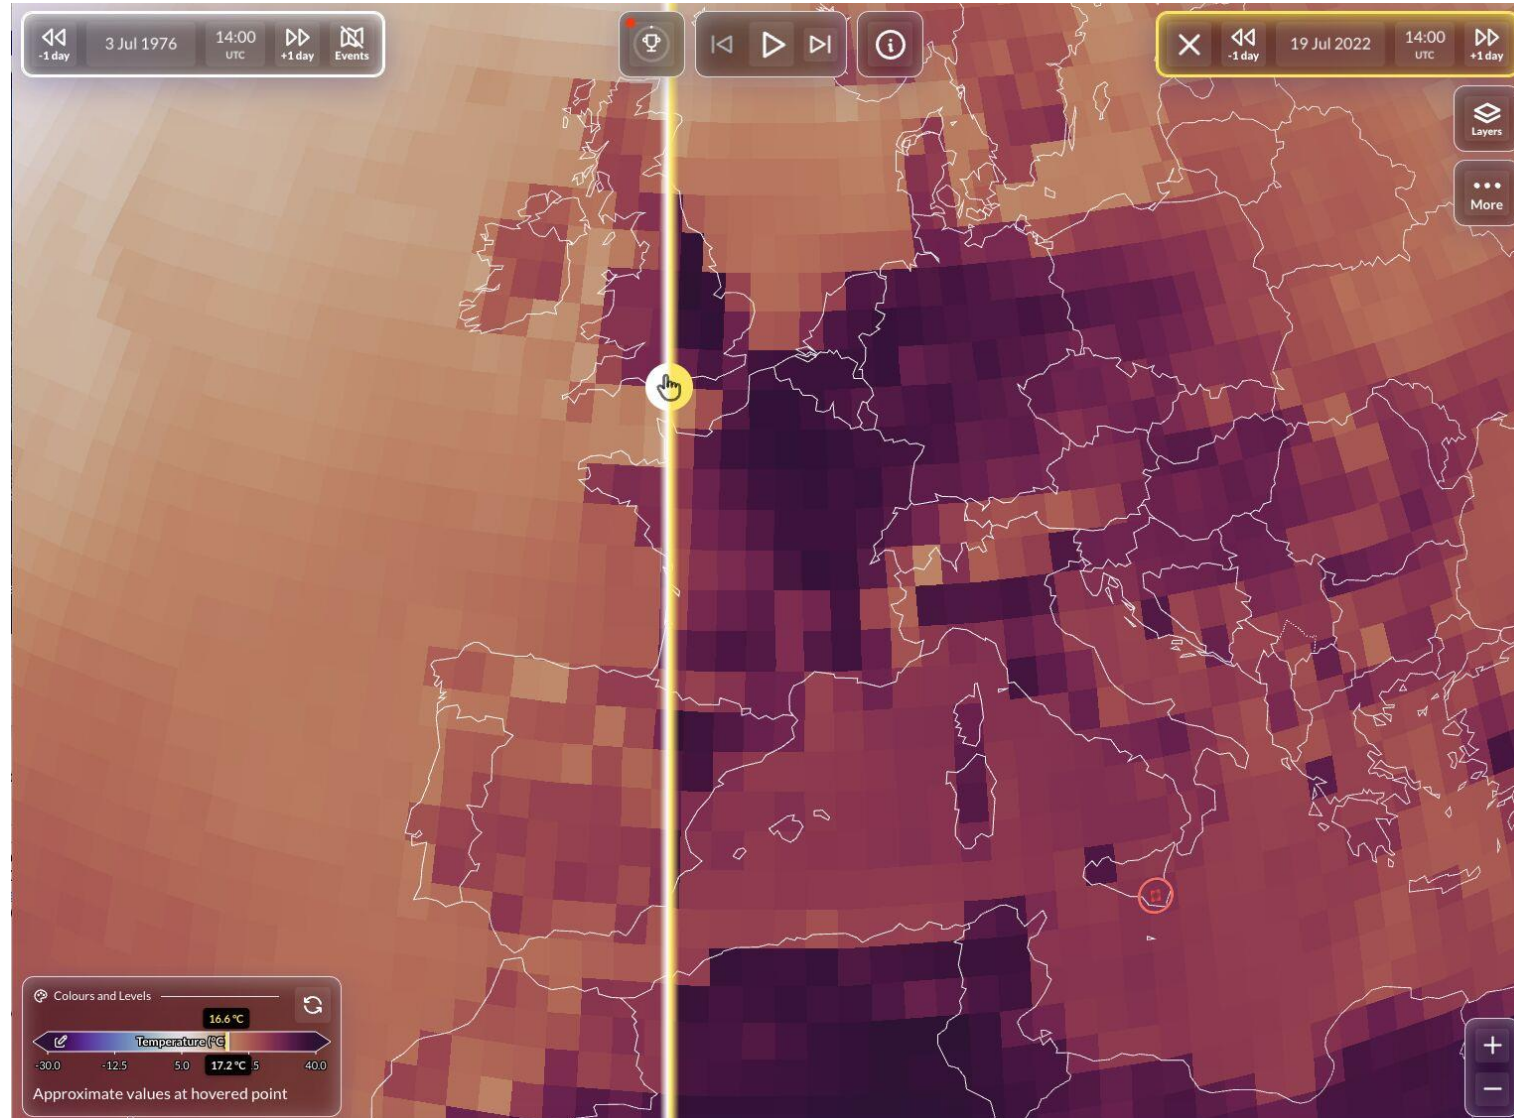 3 Jul 1976
14:00
UTC
-1 day
+1 day
Events
19 Jul 2022
14:00
UTC
-1 day
+1 day
Layers
More
Colours and Levels
16.6 °C
Temperature (°C
-30.0
-12.5
5.0
17.2 °C
.5
40.0
Approximate values at hovered point